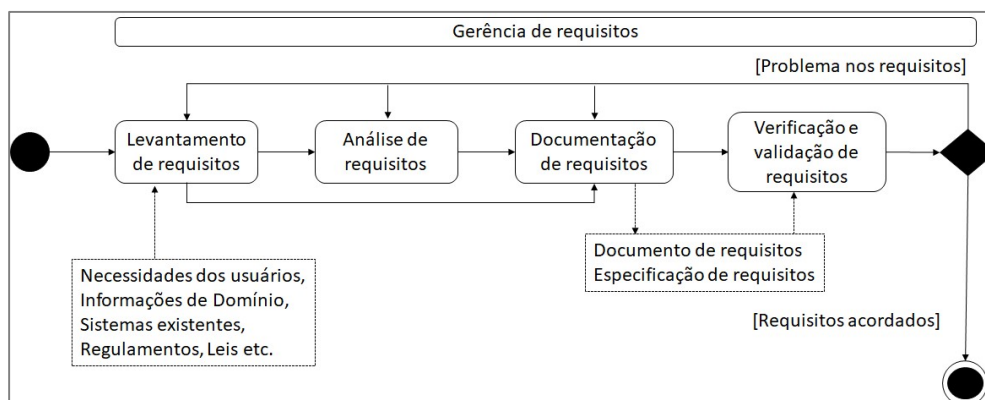 Gerência de requisitos
[Problema nos requisitos]
Levantamento
de requisitos
Análise de
requisitos
Documentação
de requisitos
Verificação e
validação de
requisitos
Necessidades dos usuários,
Informações de Domínio,
Sistemas existentes,
Regulamentos, Leis etc.
Documento de requisitos
Especificação de requisitos
[Requisitos acordados]